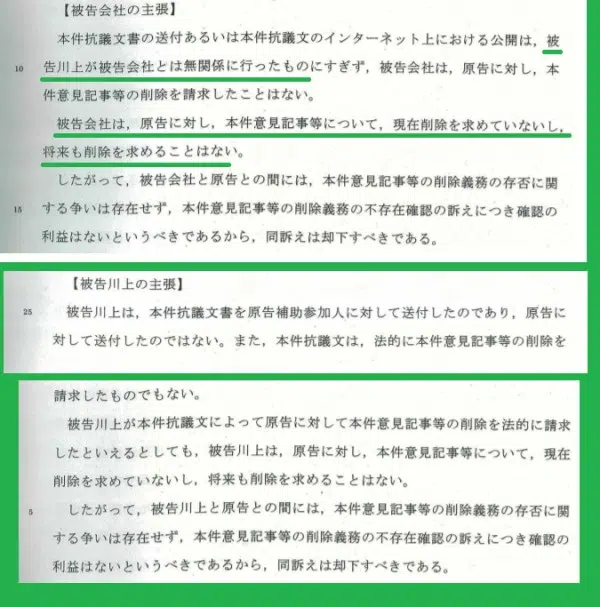 【被告会社の主張】
本件抗議文書の送付あるいは本件抗議文のインターネット上における公開は，被
10 告川上が被告会社とは無関係に行ったものにすぎず，被告会社は，原告に対し，本
件意見記事等の削除を請求したことはない。
被告会社は，原告に対し，本件意見記事等について，現在削除を求めていないし，
将来も削除を求めることはない。
したがって，被告会社と原告との間には，本件意見記事等の削除義務の存否に関
15 する争いは存在せず，本件意見記事等の削除義務の不存在確認の訴えにつき確認の
利益はないというべきであるから，同訴えは却下すべきである。
【被告川上の主張】
25 被告川上は，本件抗議文書を原告補助参加人に対して送付したのであり，原告に
対して送付したのではない。また，本件抗議文は，法的に本件意見記事等の削除を
請求したものでもない。
被告川上が本件抗議文によって原告に対して本件意見記事等の削除を法的に請求
したといえるとしても，被告川上は，原告に対し，本件意見記事等について，現在
削除を求めていないし，将来も削除を求めることはない。
5 したがって，被告川上と原告との間には，本件意見記事等の削除義務の存否に関
する争いは存在せず，本件意見記事等の削除義務の不存在確認の訴えにつき確認の
利益はないというべきであるから，同訴えは却下すべきである。